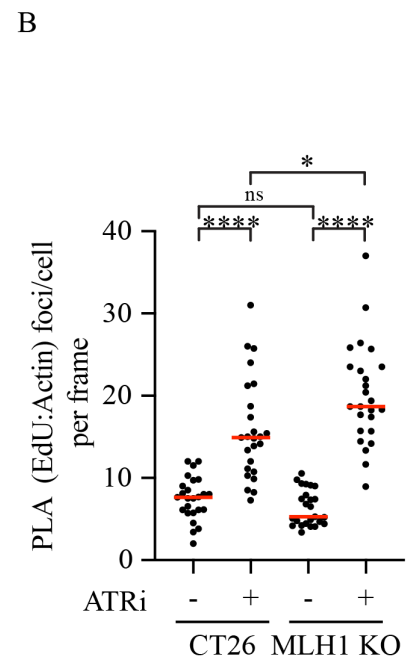 B
*
ns
**** ****
PLA (EdU:Actin) foci/cell
per frame
40
30
20
10
0
ATRi - + - +
CT26 MLH1 KO